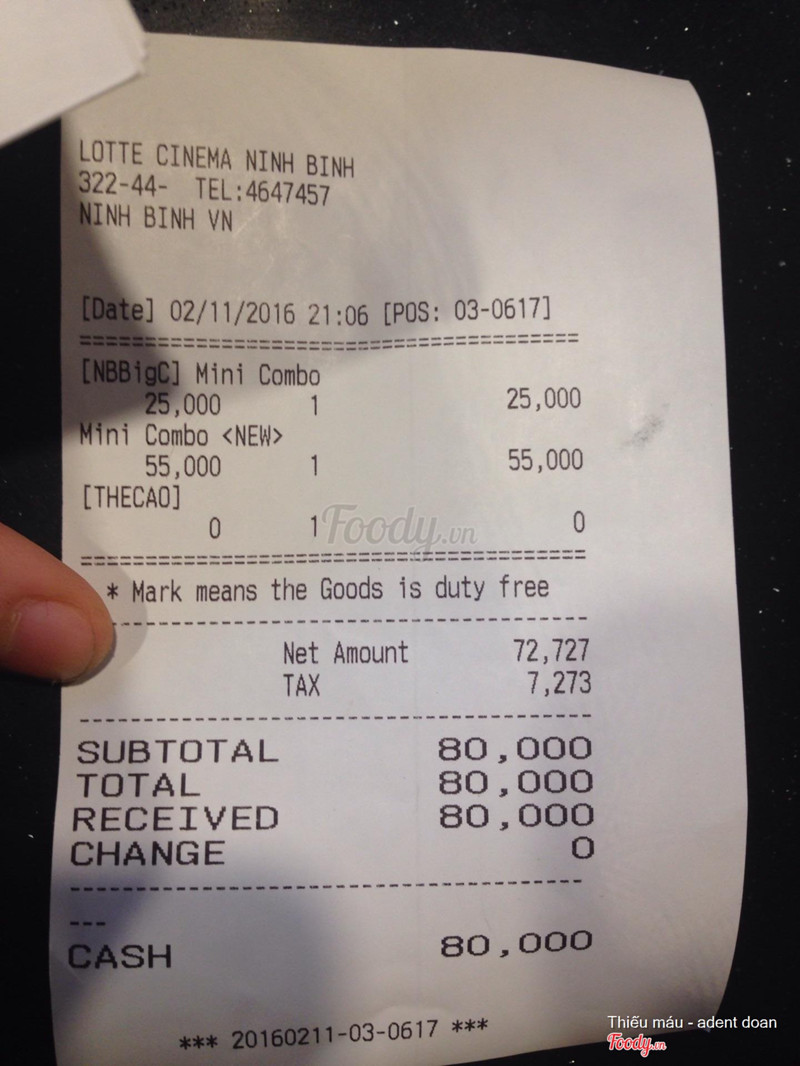 LOTTE CINEMA NINH BINH
322-44- TEL:4647457
NINH BINH VN
[Date] 02/11/2016 21:06 [POS: 03-0617]
========================================
[NBBigC] Mini Combo
25,000 1 25,000
Mini Combo <NEW>
55,000 1 55,000
[THECAO]
0 1 0
Foody.vn
========================================
* Mark means the Goods is duty free
----------------------------------------
Net Amount 72,727
TAX 7,273
----------------------------------------
SUBTOTAL 80,000
TOTAL 80,000
RECEIVED 80,000
CHANGE 0
----------------------------------------
---
CASH 80,000
*** 20160211-03-0617 ***
Thiếu máu - adent doan
Foody.vn